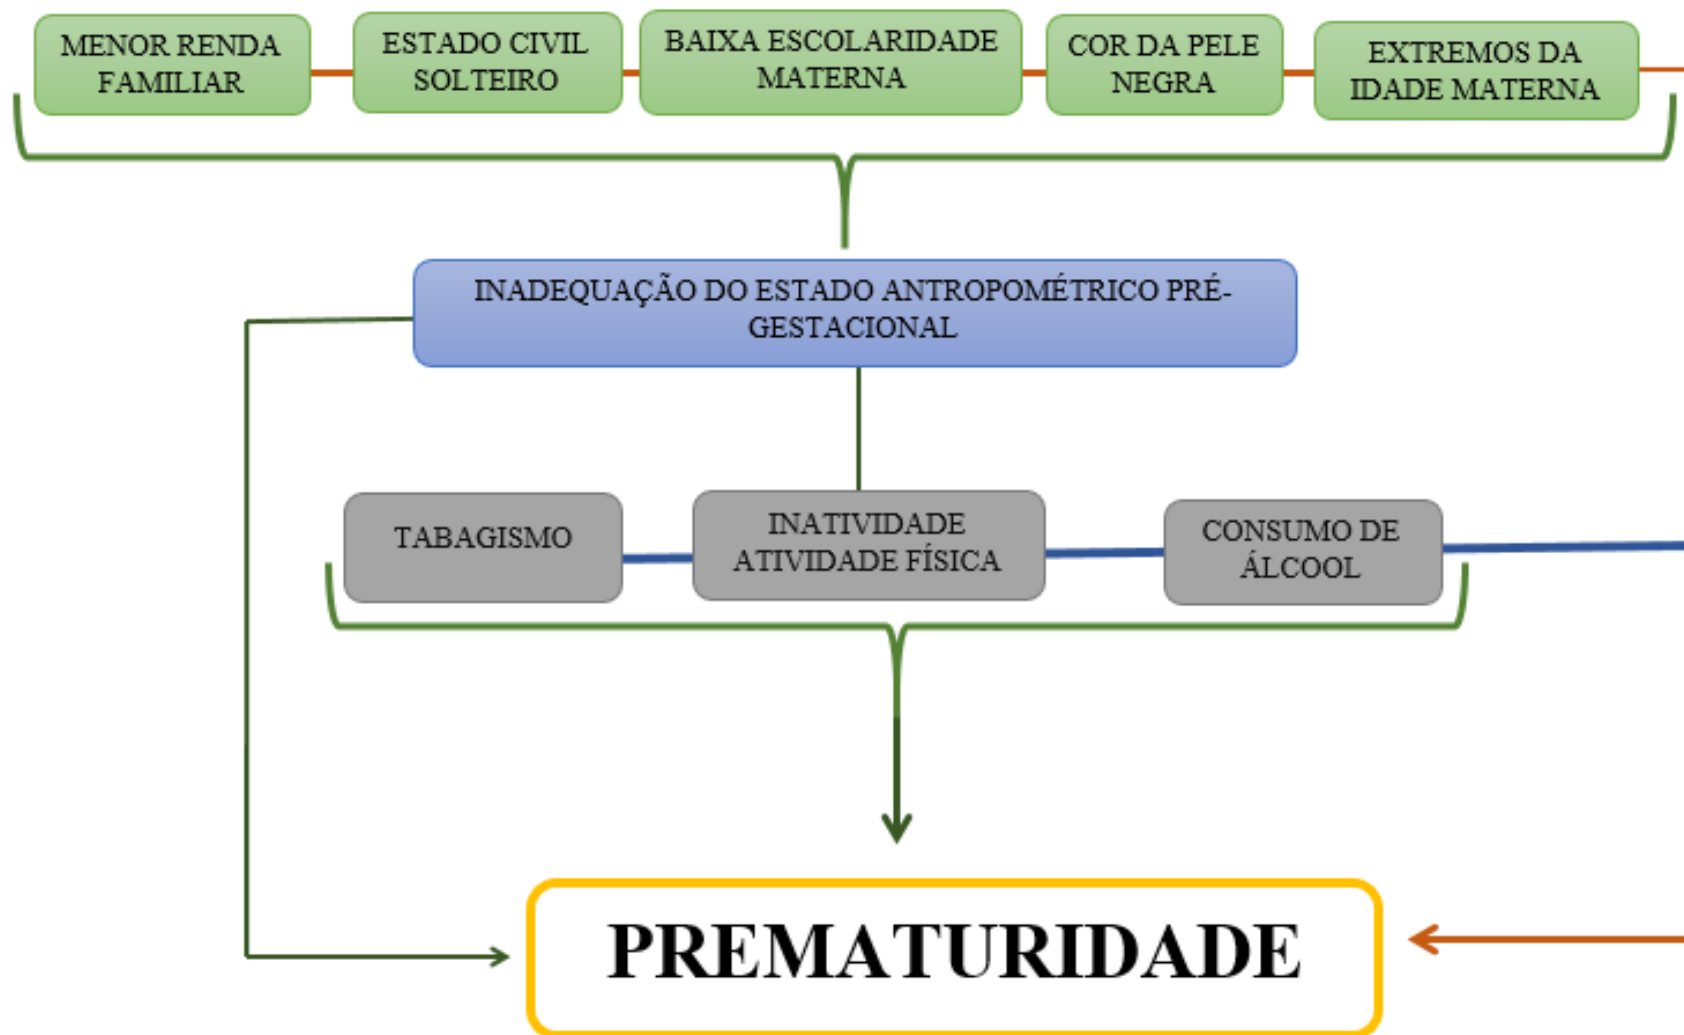 MENOR RENDA
FAMILIAR
ESTADO CIVIL
SOLTEIRO
BAIXA ESCOLARIDADE
MATERNA
COR DA PELE
NEGRA
EXTREMOS DA
IDADE MATERNA
INADEQUAÇÃO DO ESTADO ANTROPOMÉTRICO PRÉ-
GESTACIONAL
TABAGISMO
INATIVIDADE
ATIVIDADE FÍSICA
CONSUMO DE
ÁLCOOL
PREMATURIDADE